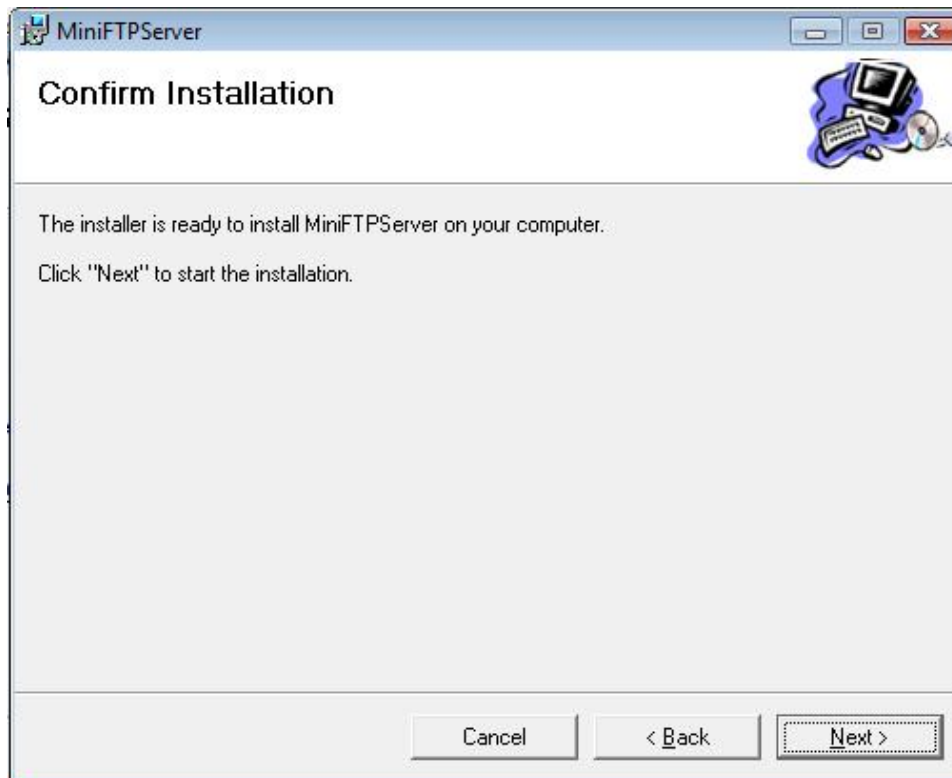 MiniFTPServer
Confirm Installation
The installer is ready to install MiniFTPServer on your computer.
Click "Next" to start the installation.
Cancel
< Back
Next >